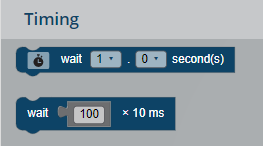 Timing
wait 1 . 0 second(s)
wait 100 × 10 ms